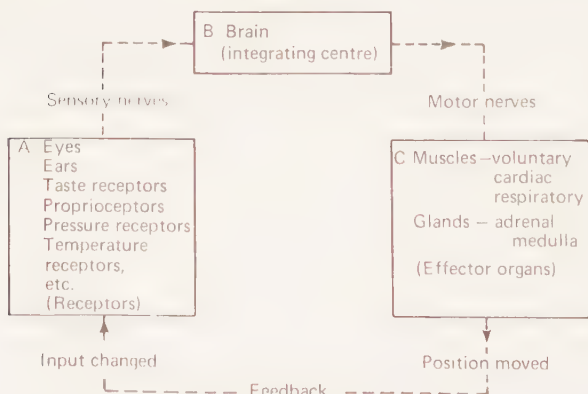 B Brain
(integrating centre)
Sensory nerves
Motor nerves
A Eyes
Ears
Taste receptors
Proprioceptors
Pressure receptors
Temperature
receptors,
etc.
(Receptors)
C Muscles – voluntary
cardiac
respiratory
Glands – adrenal
medulla
(Effector organs)
Input changed
Position moved
Feedback